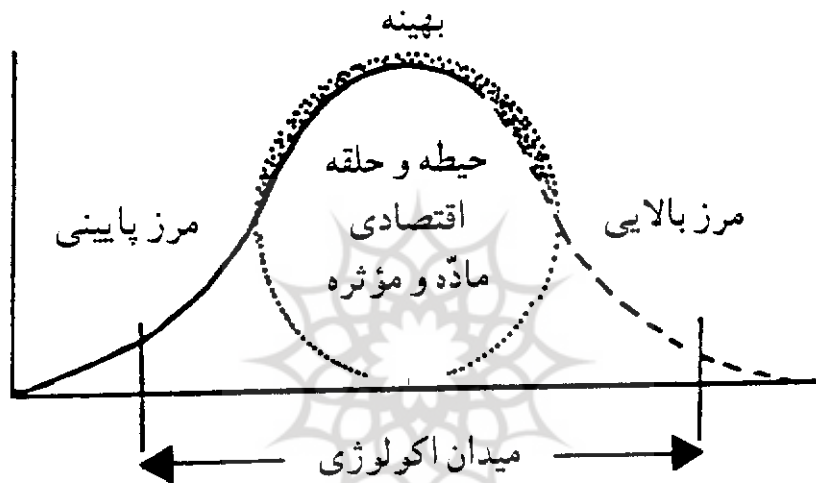 بهینه
حیطه و حلقه
اقتصادی
مادّه و مؤثره
مرز بالایی
مرز پایینی
میدان اکولوژی